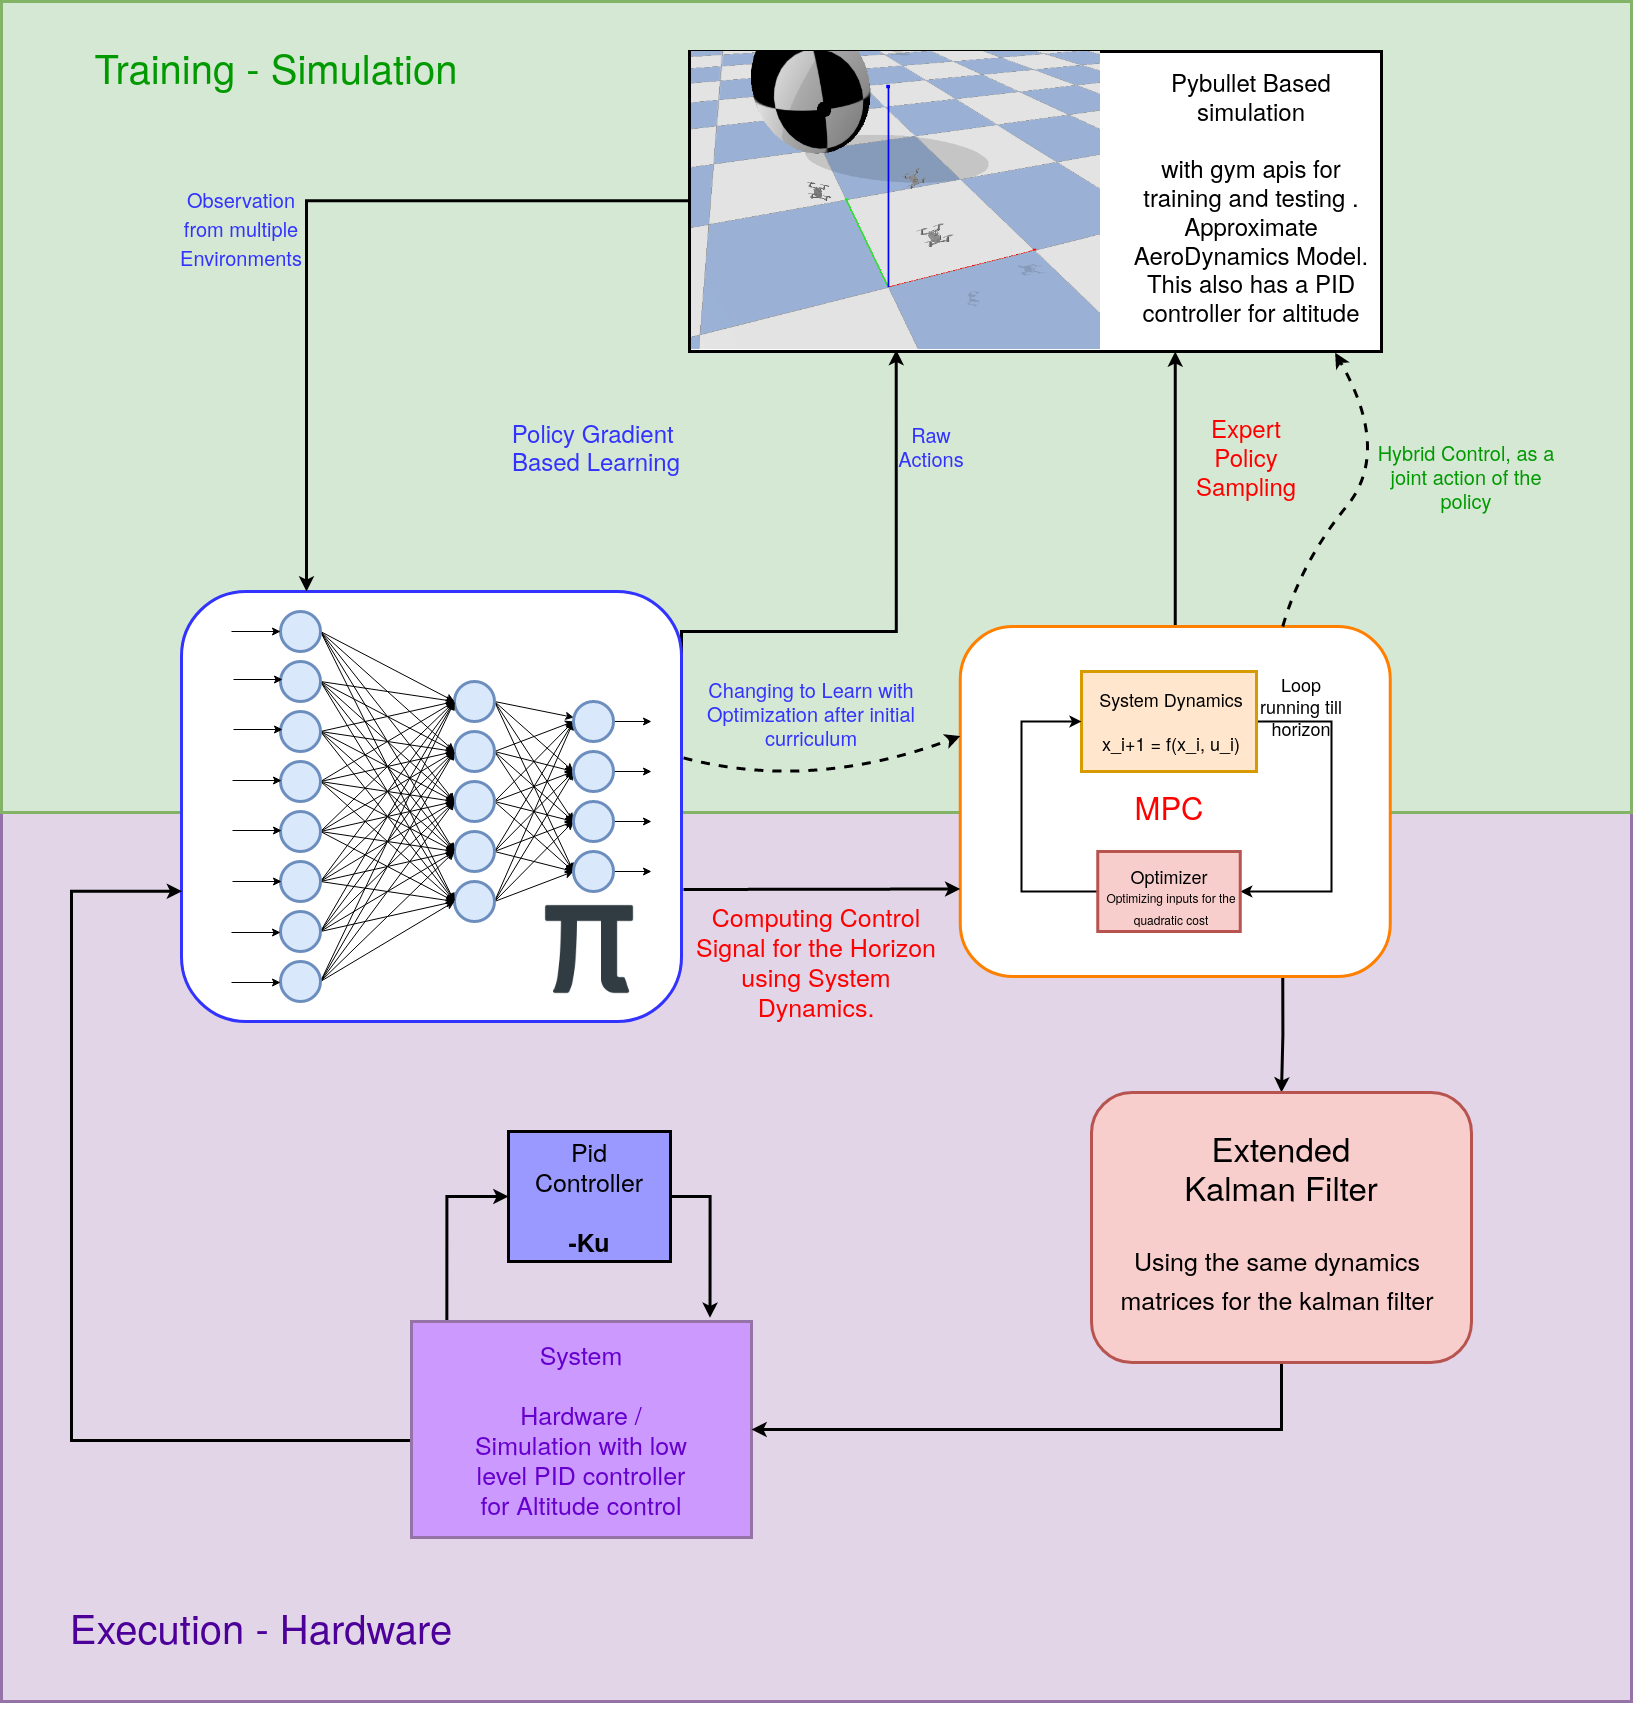 Training - Simulation
Pybullet Based
simulation
with gym apis for
training and testing .
Approximate
AeroDynamics Model.
This also has a PID
controller for altitude
Observation
from multiple
Environments
Policy Gradient
Based Learning
Raw
Actions
Expert
Policy
Sampling
Hybrid Control, as a
joint action of the
policy
Changing to Learn with
Optimization after initial
curriculum
System Dynamics
x_i+1 = f(x_i, u_i)
Loop
running till
horizon
MPC
Optimizer
Optimizing inputs for the
quadratic cost
π
Computing Control
Signal for the Horizon
using System
Dynamics.
Pid
Controller
-Ku
Extended
Kalman Filter
Using the same dynamics
matrices for the kalman filter
System
Hardware /
Simulation with low
level PID controller
for Altitude control
Execution - Hardware